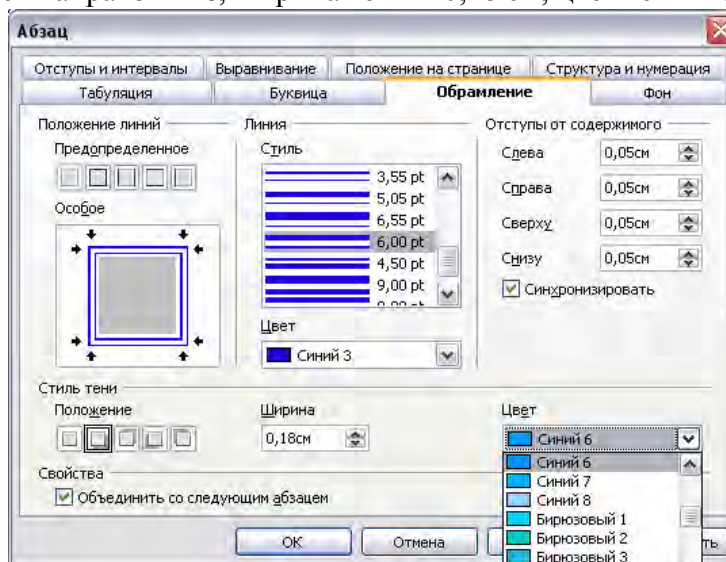 Абзац
Отступы и интервалы Выравнивание Положение на странице Структура и нумерация
Табуляция Буквица Обрамление Фон
Положение линий Линия Отступы от содержимого
Предопределенное Стиль
3,55 pt
5,05 pt
6,55 pt
6,00 pt
4,50 pt
9,00 pt
Слева 0,05см
Справа 0,05см
Сверху 0,05см
Снизу 0,05см
Синхронизировать
Особое
Цвет
Синий 3
Стиль тени
Положение Ширина Цвет
0,18см Синий 6
Синий 6
Синий 7
Синий 8
Бирюзовый 1
Бирюзовый 2
Бирюзовый 3
Свойства
Объединить со следующим абзацем
ОК Отмена ть